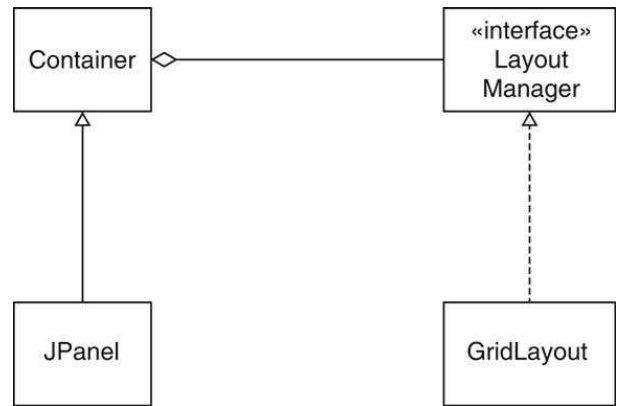 Container
«interface»
Layout
Manager
JPanel
GridLayout